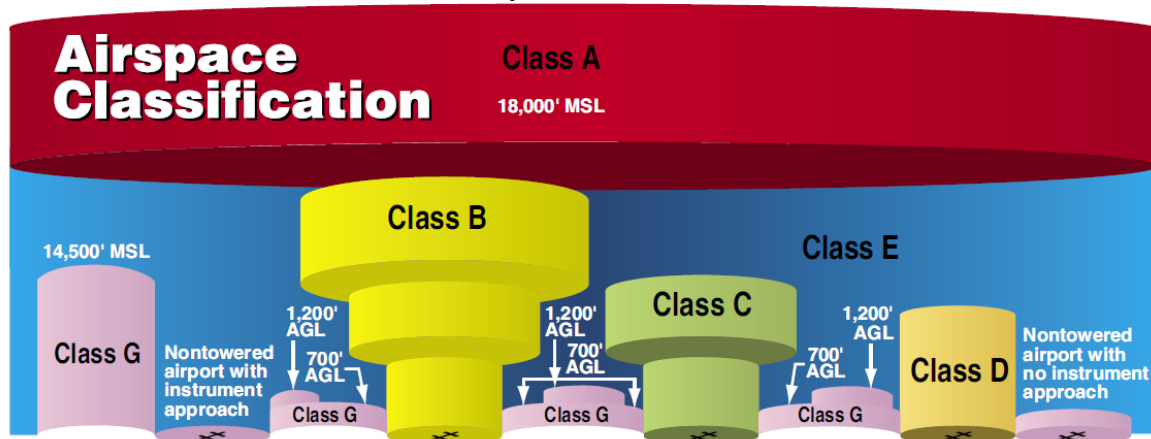 Airspace
Classification
Class A
18,000' MSL
Class B
Class E
14,500' MSL
Class G
Nontowered
airport with
instrument
approach
1,200'
AGL
700'
AGL
Class G
1,200'
AGL
700'
AGL
Class G
Class C
700'
AGL
1,200'
AGL
Class G
Class D
Nontowered
airport with
no instrument
approach